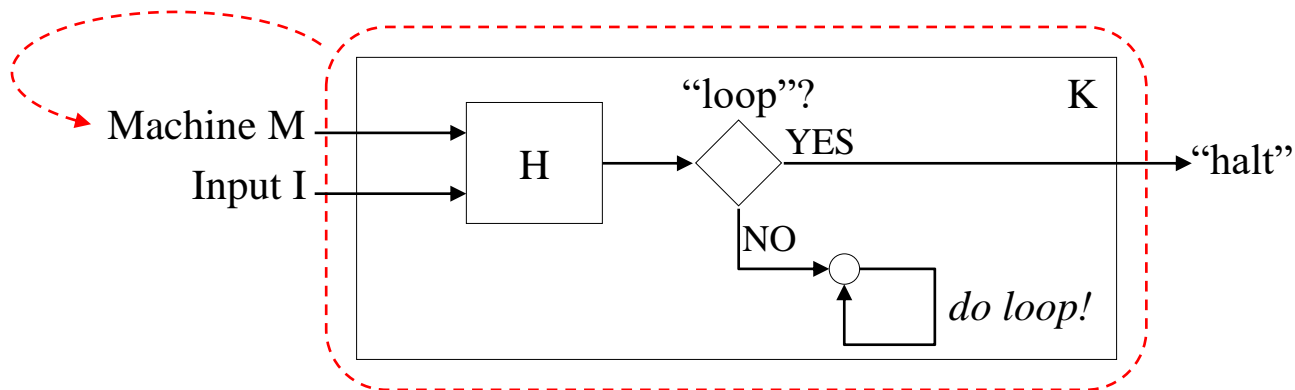 “loop”?
K
Machine M
YES
H
“halt”
Input I
NO
do loop!